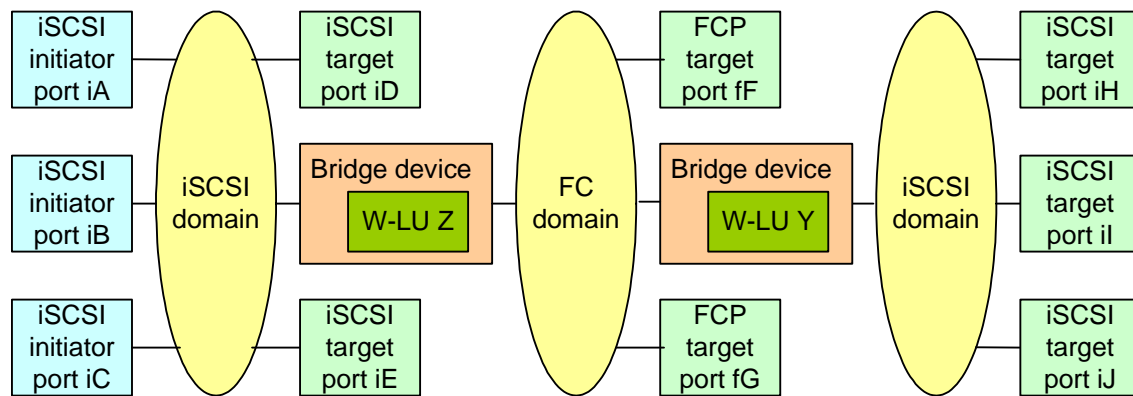 iSCSI
initiator
port iA
iSCSI
target
port iD
FCP
target
port fF
iSCSI
target
port iH
iSCSI
initiator
port iB
iSCSI
domain
Bridge device
W-LU Z
FC
domain
Bridge device
W-LU Y
iSCSI
domain
iSCSI
target
port iI
iSCSI
initiator
port iC
iSCSI
target
port iE
FCP
target
port fG
iSCSI
target
port iJ